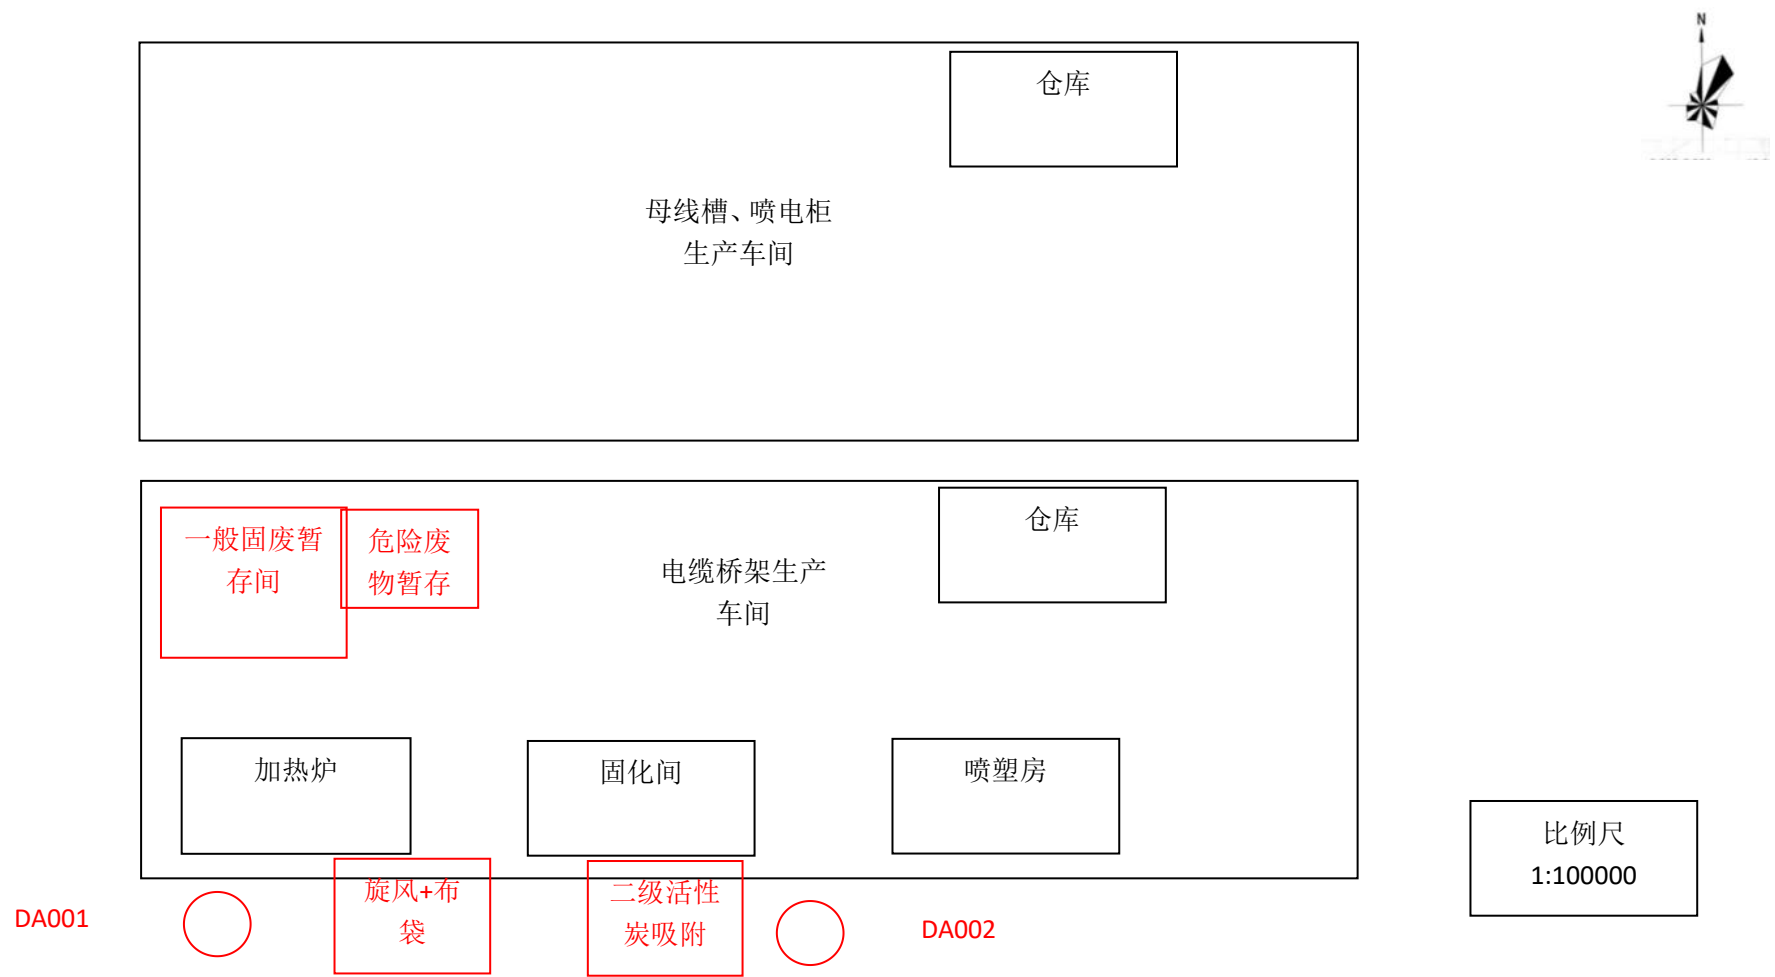 N
仓库
母线槽、喷电柜
生产车间
一般固废暂
存间
危险废
物暂存
电缆桥架生产
车间
仓库
加热炉
固化间
喷塑房
比例尺
1:100000
旋风+布
袋
二级活性
炭吸附
DA001
DA002